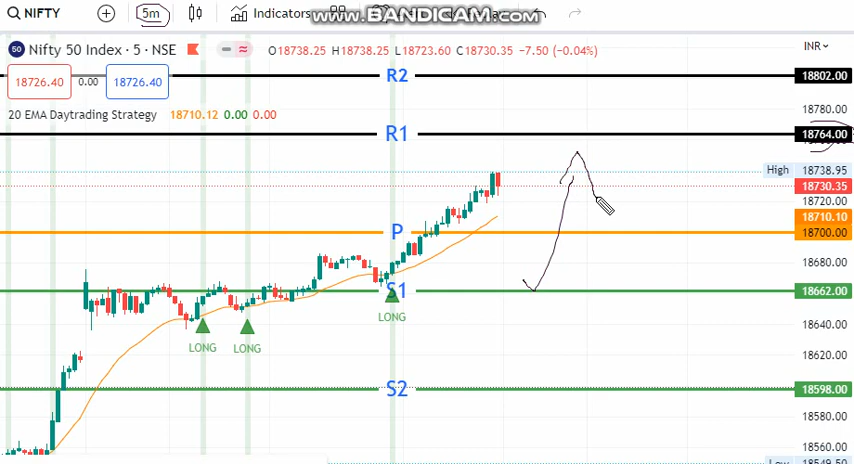 NIFTY 5m Indicators
www.BANDICAM.com
50 Nifty 50 Index • 5 • NSE O18738.25 H18738.25 L18723.60 C18730.35 −7.50 (−0.04%) INR
18726.40 0.00 18726.40
R2 18802.00
18780.00
20 EMA Daytrading Strategy 18710.12 0.00 0.00
R1 18764.00
High 18738.95
18730.35
18720.00
18710.10
P 18700.00
18680.00
S1 18662.00
LONG
18640.00
LONG LONG
18620.00
S2 18598.00
18580.00
18560.00
Low 18549.50